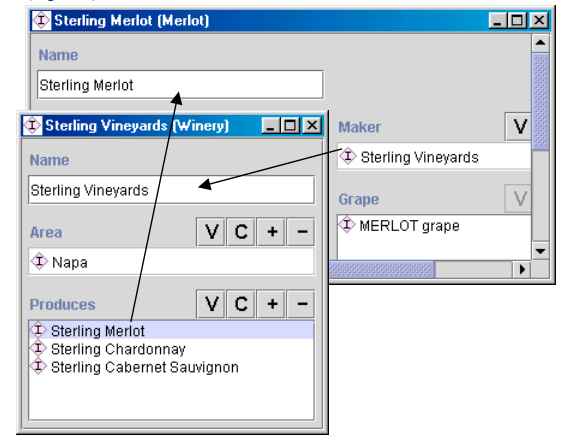 Sterling Merlot (Merlot)
Name
Sterling Merlot
Maker V
Sterling Vineyards
Grape V
MERLOT grape
Sterling Vineyards (Winery)
Name
Sterling Vineyards
Area V C + −
Napa
Produces V C + −
Sterling Merlot
Sterling Chardonnay
Sterling Cabernet Sauvignon